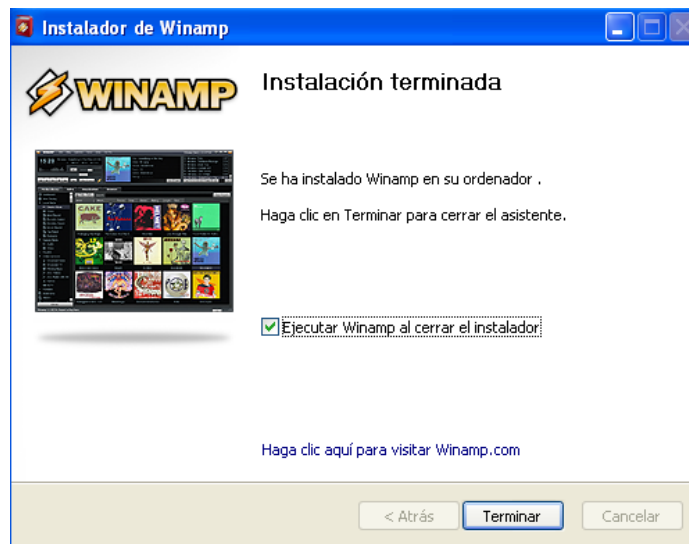 Instalador de Winamp
WINAMP
Instalación terminada
Se ha instalado Winamp en su ordenador .
Haga clic en Terminar para cerrar el asistente.
Ejecutar Winamp al cerrar el instalador
Haga clic aquí para visitar Winamp.com
< Atrás
Terminar
Cancelar